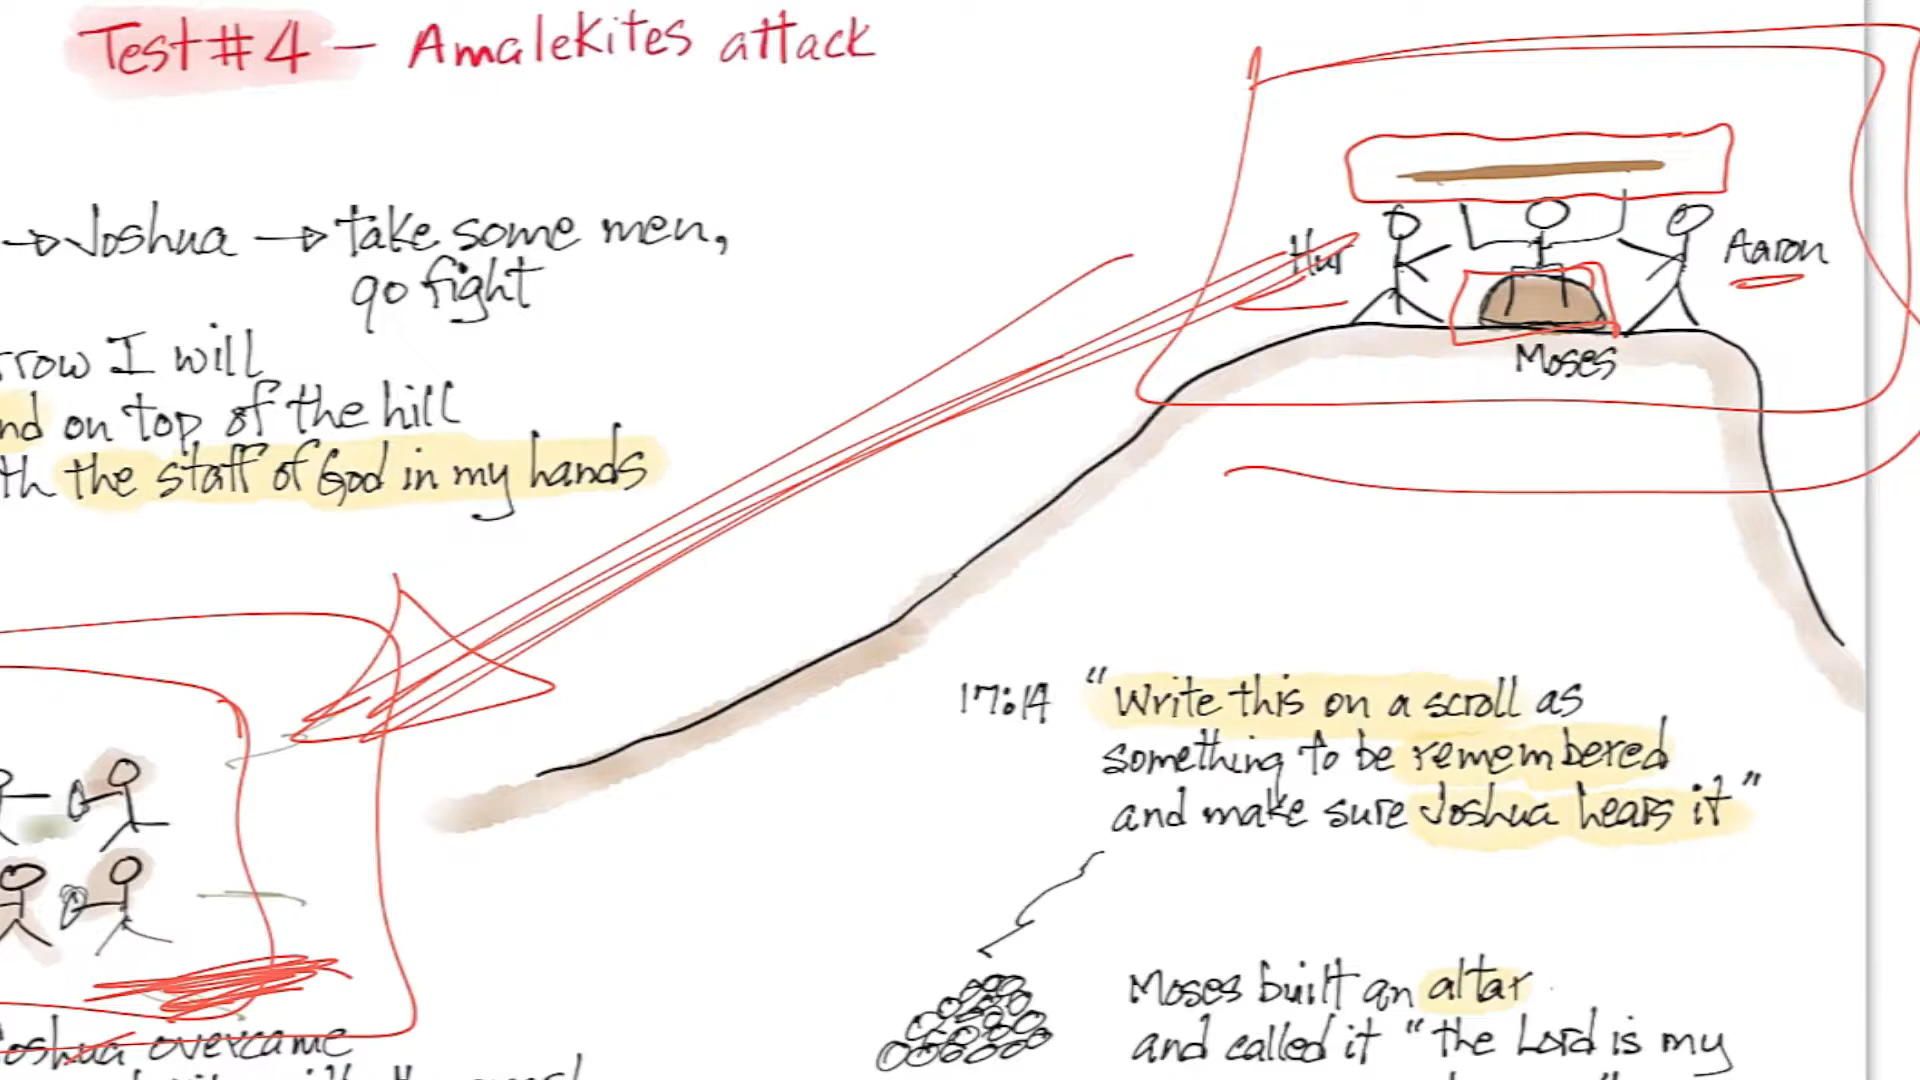 Test #4 - Amalekites attack
→ Joshua → take some men,
go fight
rrow I will
nd on top of the hill
th the staff of God in my hands
Hur
Aaron
Moses
17:14 "Write this on a scroll as
something to be remembered
and make sure Joshua hears it"
Moses built an altar
and called it "the Lord is my
oshua overcame